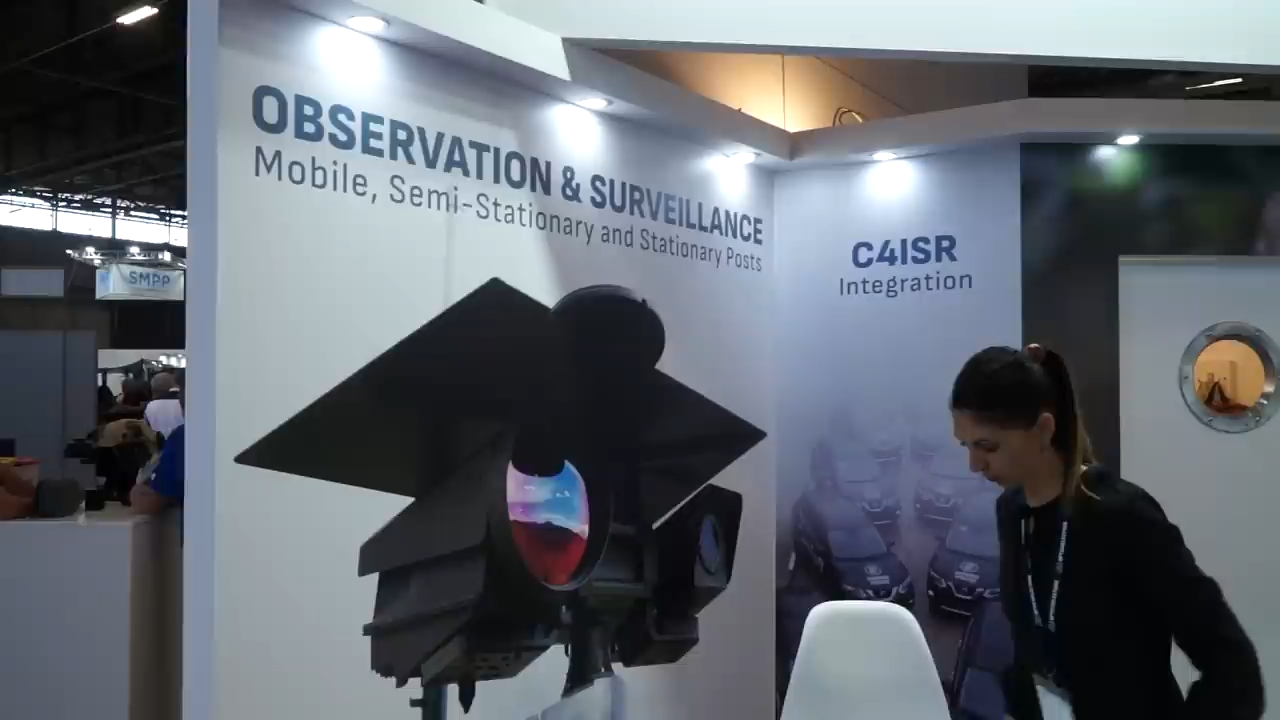 OBSERVATION & SURVEILLANCE
Mobile, Semi-Stationary and Stationary Posts
C4ISR
Integration
SMPP